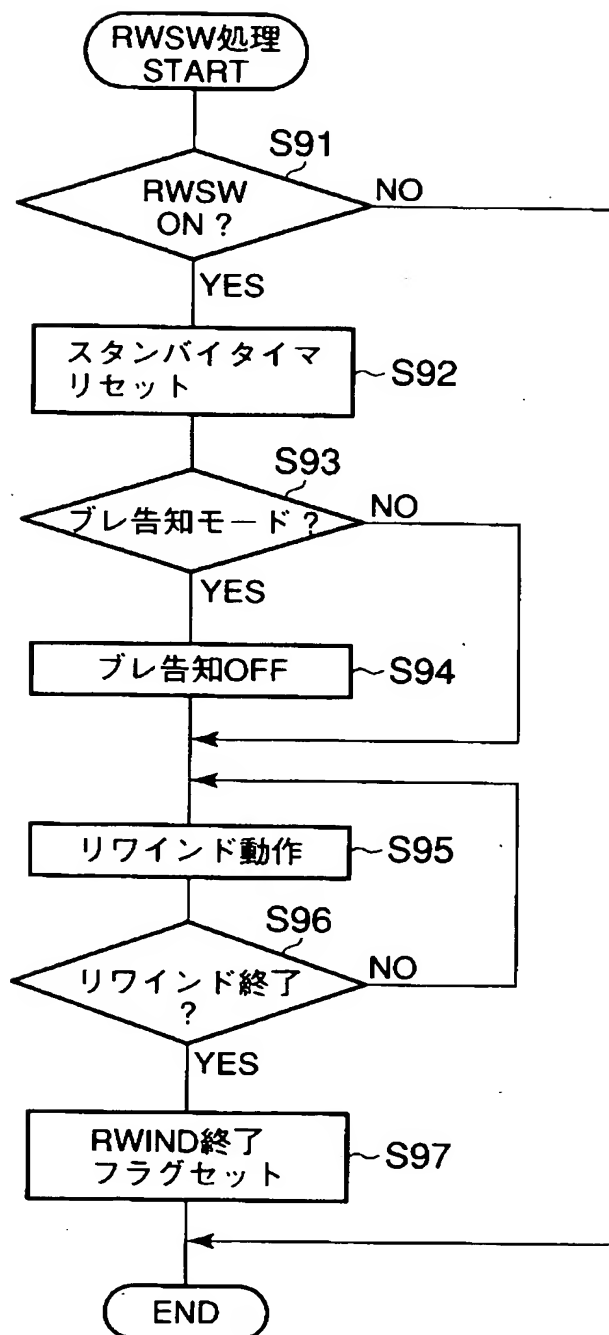 RWSW処理
START
S91
RWSW
ON ?
NO
YES
スタンバイタイマ
リセット
S92
S93
ブレ告知モード?
NO
YES
ブレ告知OFF
S94
リワインド動作
S95
S96
リワインド終了
?
NO
YES
RWIND終了
フラグセット
S97
END